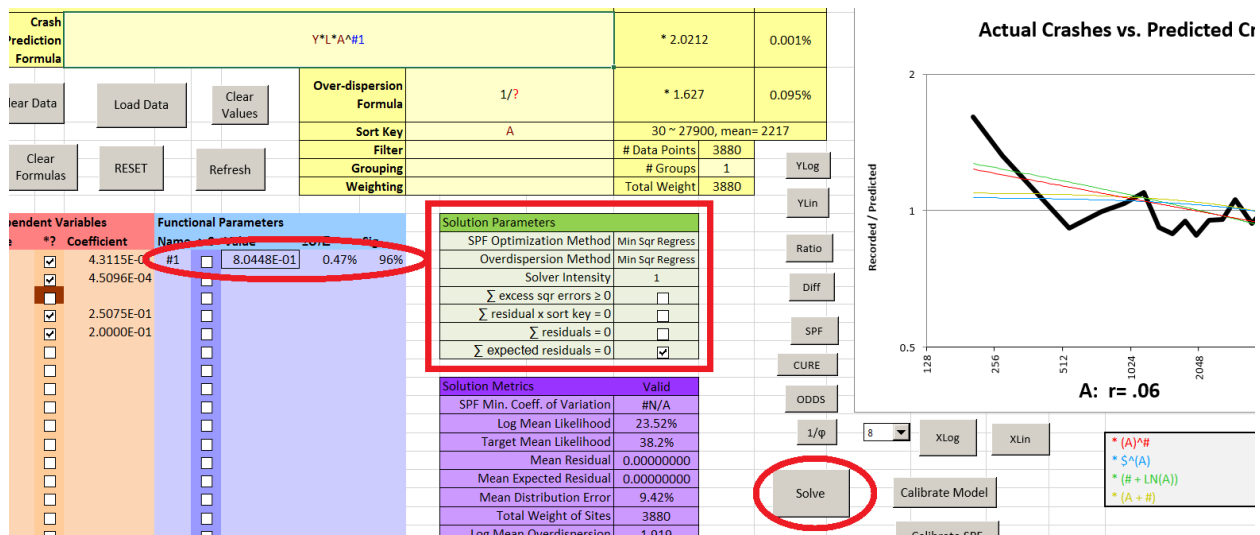 Crash
Prediction
Formula
Y*L*A^#1
* 2.0212
0.001%
Clear Data
Load Data
Clear
Values
Over-dispersion
Formula
1/?
* 1.627
0.095%
Sort Key
A
30 ~ 27900, mean= 2217
Filter
# Data Points
3880
Clear
Formulas
RESET
Refresh
Grouping
# Groups
1
Weighting
Total Weight
3880
YLog
YLin
Ratio
Diff
SPF
CURE
ODDS
1/φ
8
XLog
XLin
Solve
Calibrate Model
Calibrate SPF
pendent Variables
*? Coefficient
4.3115E-0
4.5096E-04
2.5075E-01
2.0000E-01
Functional Parameters
Name
Value
#1
8.0448E-01
0.47%
96%
Solution Parameters
SPF Optimization Method Min Sqr Regress
Overdispersion Method Min Sqr Regress
Solver Intensity 1
∑ excess sqr errors ≥ 0
∑ residual x sort key = 0
∑ residuals = 0
∑ expected residuals = 0
Solution Metrics Valid
SPF Min. Coeff. of Variation #N/A
Log Mean Likelihood 23.52%
Target Mean Likelihood 38.2%
Mean Residual 0.00000000
Mean Expected Residual 0.00000000
Mean Distribution Error 9.42%
Total Weight of Sites 3880
Log Mean Overdispersion 1.919
Actual Crashes vs. Predicted Cr
Recorded / Predicted
2
1
0.5
128
256
512
1024
2048
A: r= .06
* (A)^#
* $^(A)
* (# + LN(A))
* (A + #)